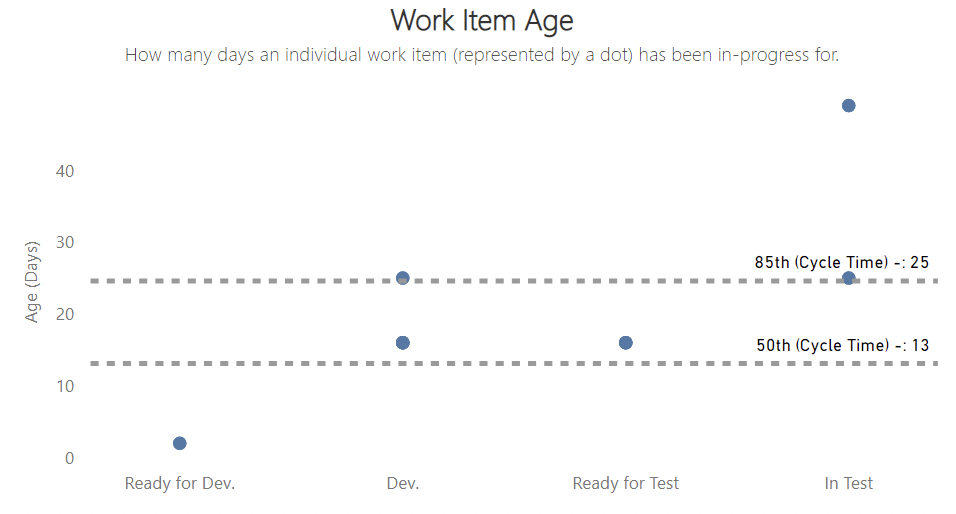 Work Item Age
How many days an individual work item (represented by a dot) has been in-progress for.
Age (Days)
40
30
20
10
0
85th (Cycle Time) -: 25
50th (Cycle Time) -: 13
Ready for Dev.
Dev.
Ready for Test
In Test